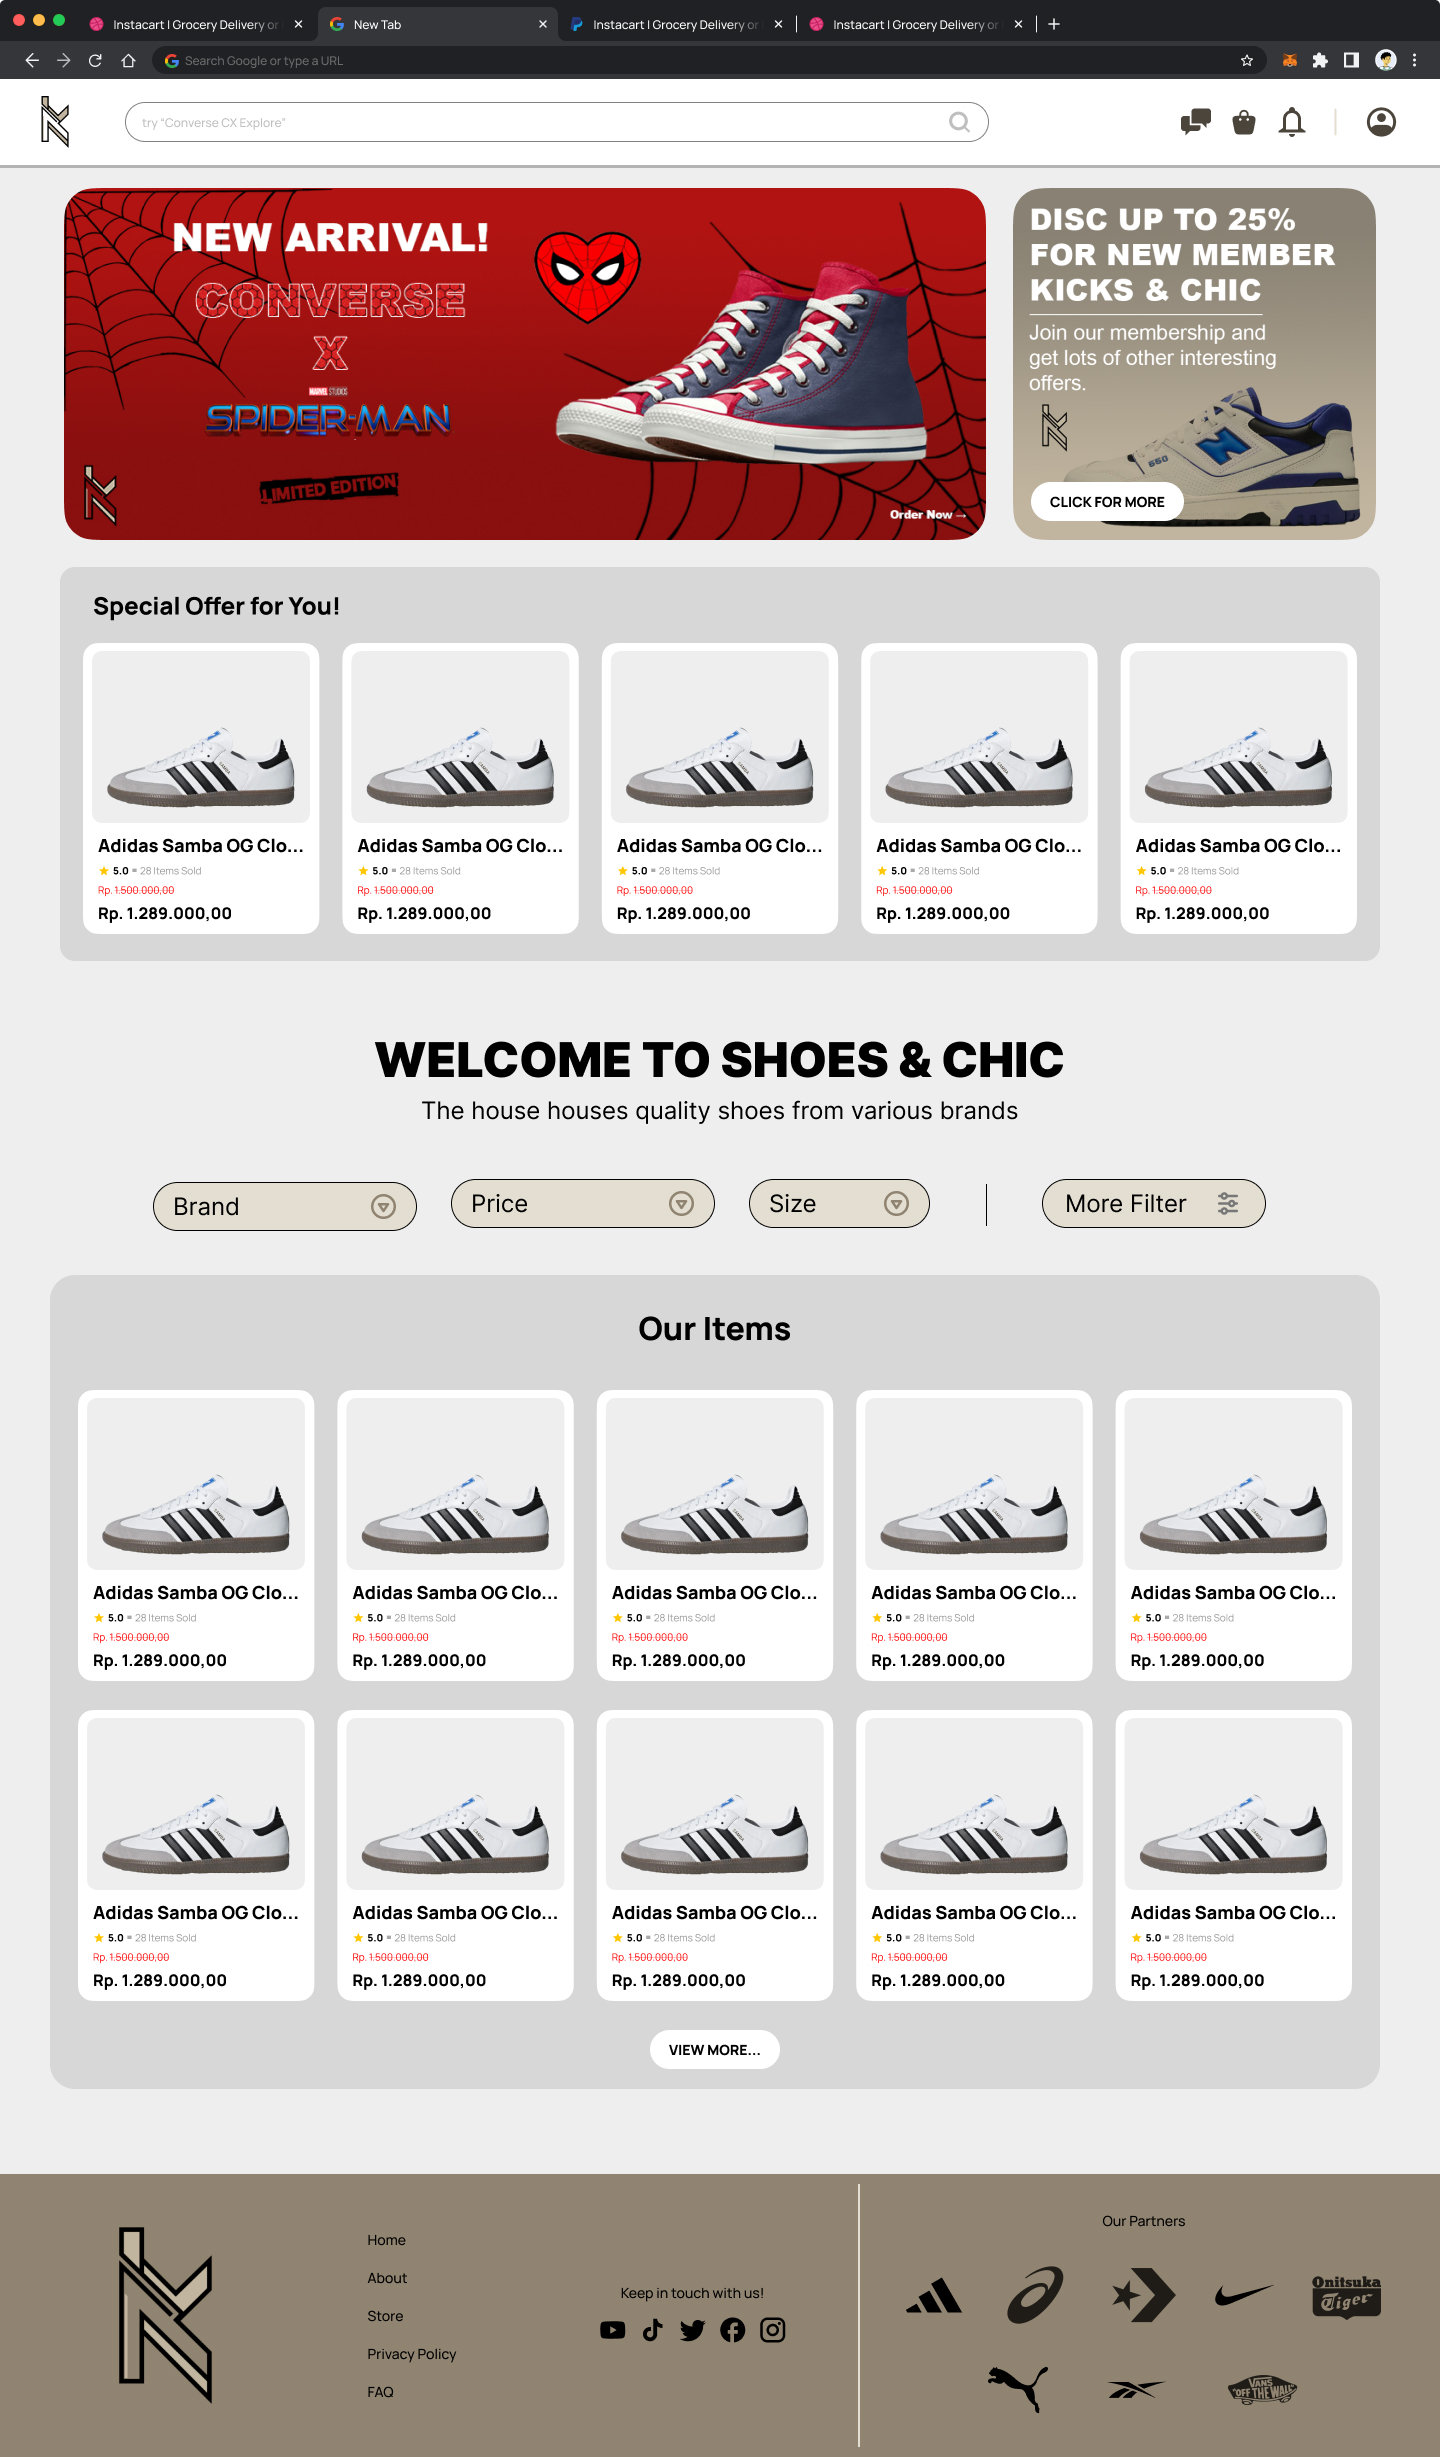 Instacart | Grocery Delivery or
New Tab
Instacart | Grocery Delivery or
Instacart | Grocery Delivery or
Search Google or type a URL
try “Converse CX Explore”
NEW ARRIVAL!
CONVERSE
X
MARVEL STUDIOS
SPIDER-MAN
LIMITED EDITION
Order Now →
DISC UP TO 25%
FOR NEW MEMBER
KICKS & CHIC
Join our membership and
get lots of other interesting
offers.
550
CLICK FOR MORE
Special Offer for You!
SAMBA
SAMBA
SAMBA
SAMBA
SAMBA
Adidas Samba OG Clo...
Adidas Samba OG Clo...
Adidas Samba OG Clo...
Adidas Samba OG Clo...
Adidas Samba OG Clo...
5.0 = 28 Items Sold
5.0 = 28 Items Sold
5.0 = 28 Items Sold
5.0 = 28 Items Sold
5.0 = 28 Items Sold
Rp. 1.500.000,00
Rp. 1.500.000,00
Rp. 1.500.000,00
Rp. 1.500.000,00
Rp. 1.500.000,00
Rp. 1.289.000,00
Rp. 1.289.000,00
Rp. 1.289.000,00
Rp. 1.289.000,00
Rp. 1.289.000,00
WELCOME TO SHOES & CHIC
The house houses quality shoes from various brands
Brand
Price
Size
More Filter
Our Items
SAMBA
SAMBA
SAMBA
SAMBA
SAMBA
Adidas Samba OG Clo...
Adidas Samba OG Clo...
Adidas Samba OG Clo...
Adidas Samba OG Clo...
Adidas Samba OG Clo...
5.0 = 28 Items Sold
5.0 = 28 Items Sold
5.0 = 28 Items Sold
5.0 = 28 Items Sold
5.0 = 28 Items Sold
Rp. 1.500.000,00
Rp. 1.500.000,00
Rp. 1.500.000,00
Rp. 1.500.000,00
Rp. 1.500.000,00
Rp. 1.289.000,00
Rp. 1.289.000,00
Rp. 1.289.000,00
Rp. 1.289.000,00
Rp. 1.289.000,00
SAMBA
SAMBA
SAMBA
SAMBA
SAMBA
Adidas Samba OG Clo...
Adidas Samba OG Clo...
Adidas Samba OG Clo...
Adidas Samba OG Clo...
Adidas Samba OG Clo...
5.0 = 28 Items Sold
5.0 = 28 Items Sold
5.0 = 28 Items Sold
5.0 = 28 Items Sold
5.0 = 28 Items Sold
Rp. 1.500.000,00
Rp. 1.500.000,00
Rp. 1.500.000,00
Rp. 1.500.000,00
Rp. 1.500.000,00
Rp. 1.289.000,00
Rp. 1.289.000,00
Rp. 1.289.000,00
Rp. 1.289.000,00
Rp. 1.289.000,00
VIEW MORE...
Home
About
Store
Privacy Policy
FAQ
Keep in touch with us!
Our Partners
Onitsuka
Tiger
VANS
"OFF THE WALL"